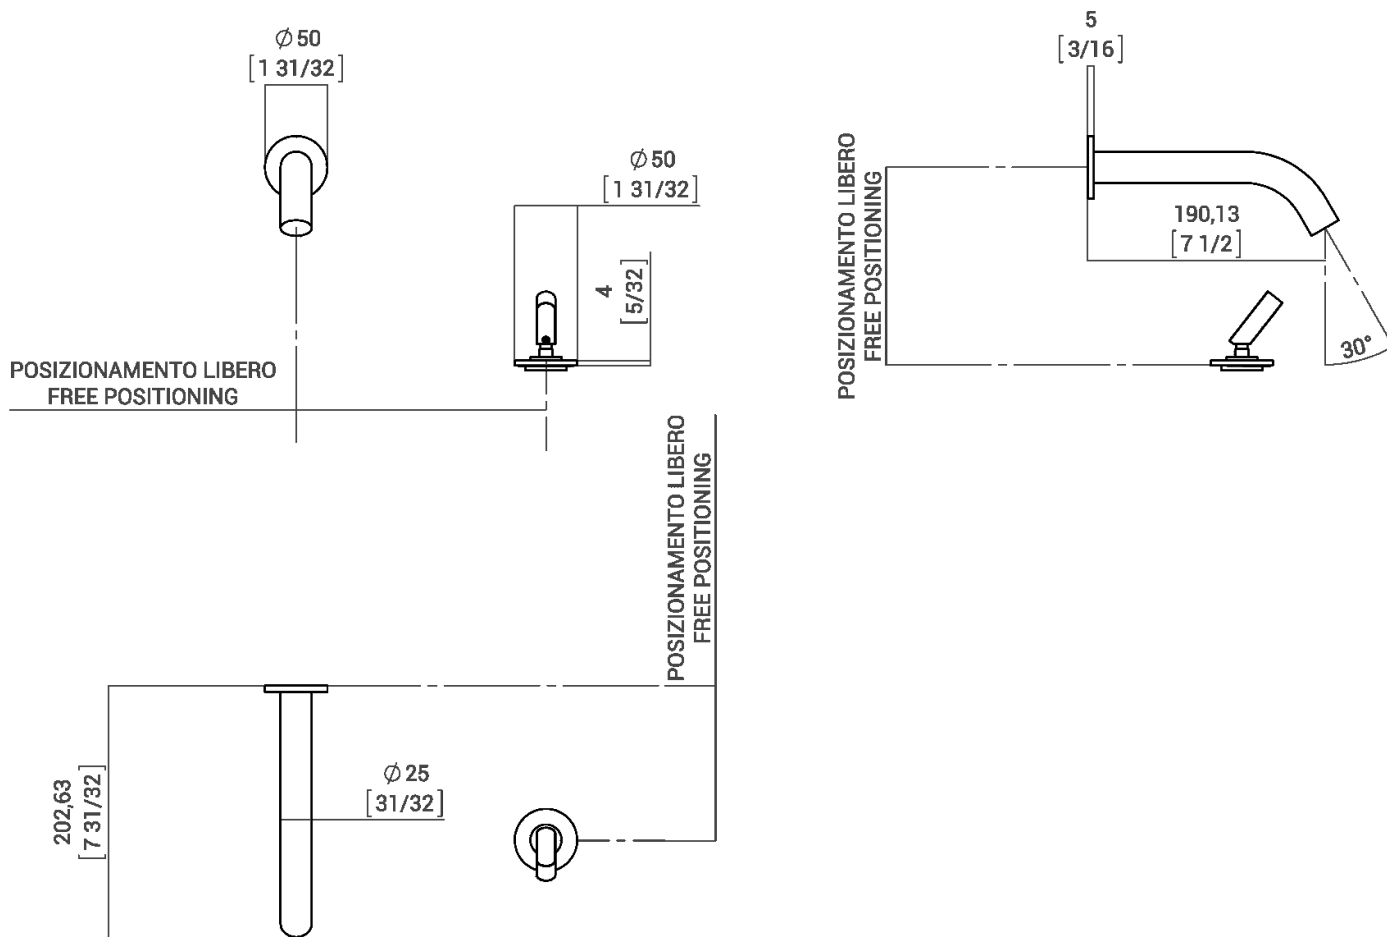 ⌀50
[1 31/32]
⌀50
[1 31/32]
4
[5/32]
POSIZIONAMENTO LIBERO
FREE POSITIONING
5
[3/16]
POSIZIONAMENTO LIBERO
FREE POSITIONING
190,13
[7 1/2]
30°
POSIZIONAMENTO LIBERO
FREE POSITIONING
202,63
[7 31/32]
⌀25
[31/32]